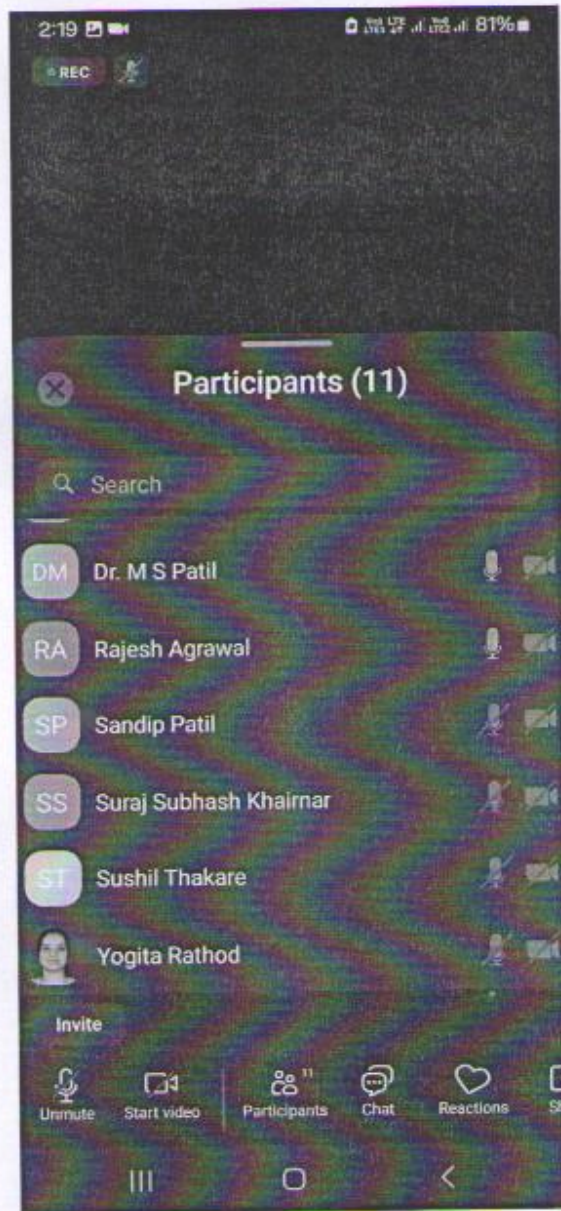 2:19 81%
REC
Participants (11)
Search
DM Dr. M S Patil
RA Rajesh Agrawal
SP Sandip Patil
SS Suraj Subhash Khairnar
ST Sushil Thakare
Yogita Rathod
Invite
11
Unmute Start video Participants Chat Reactions